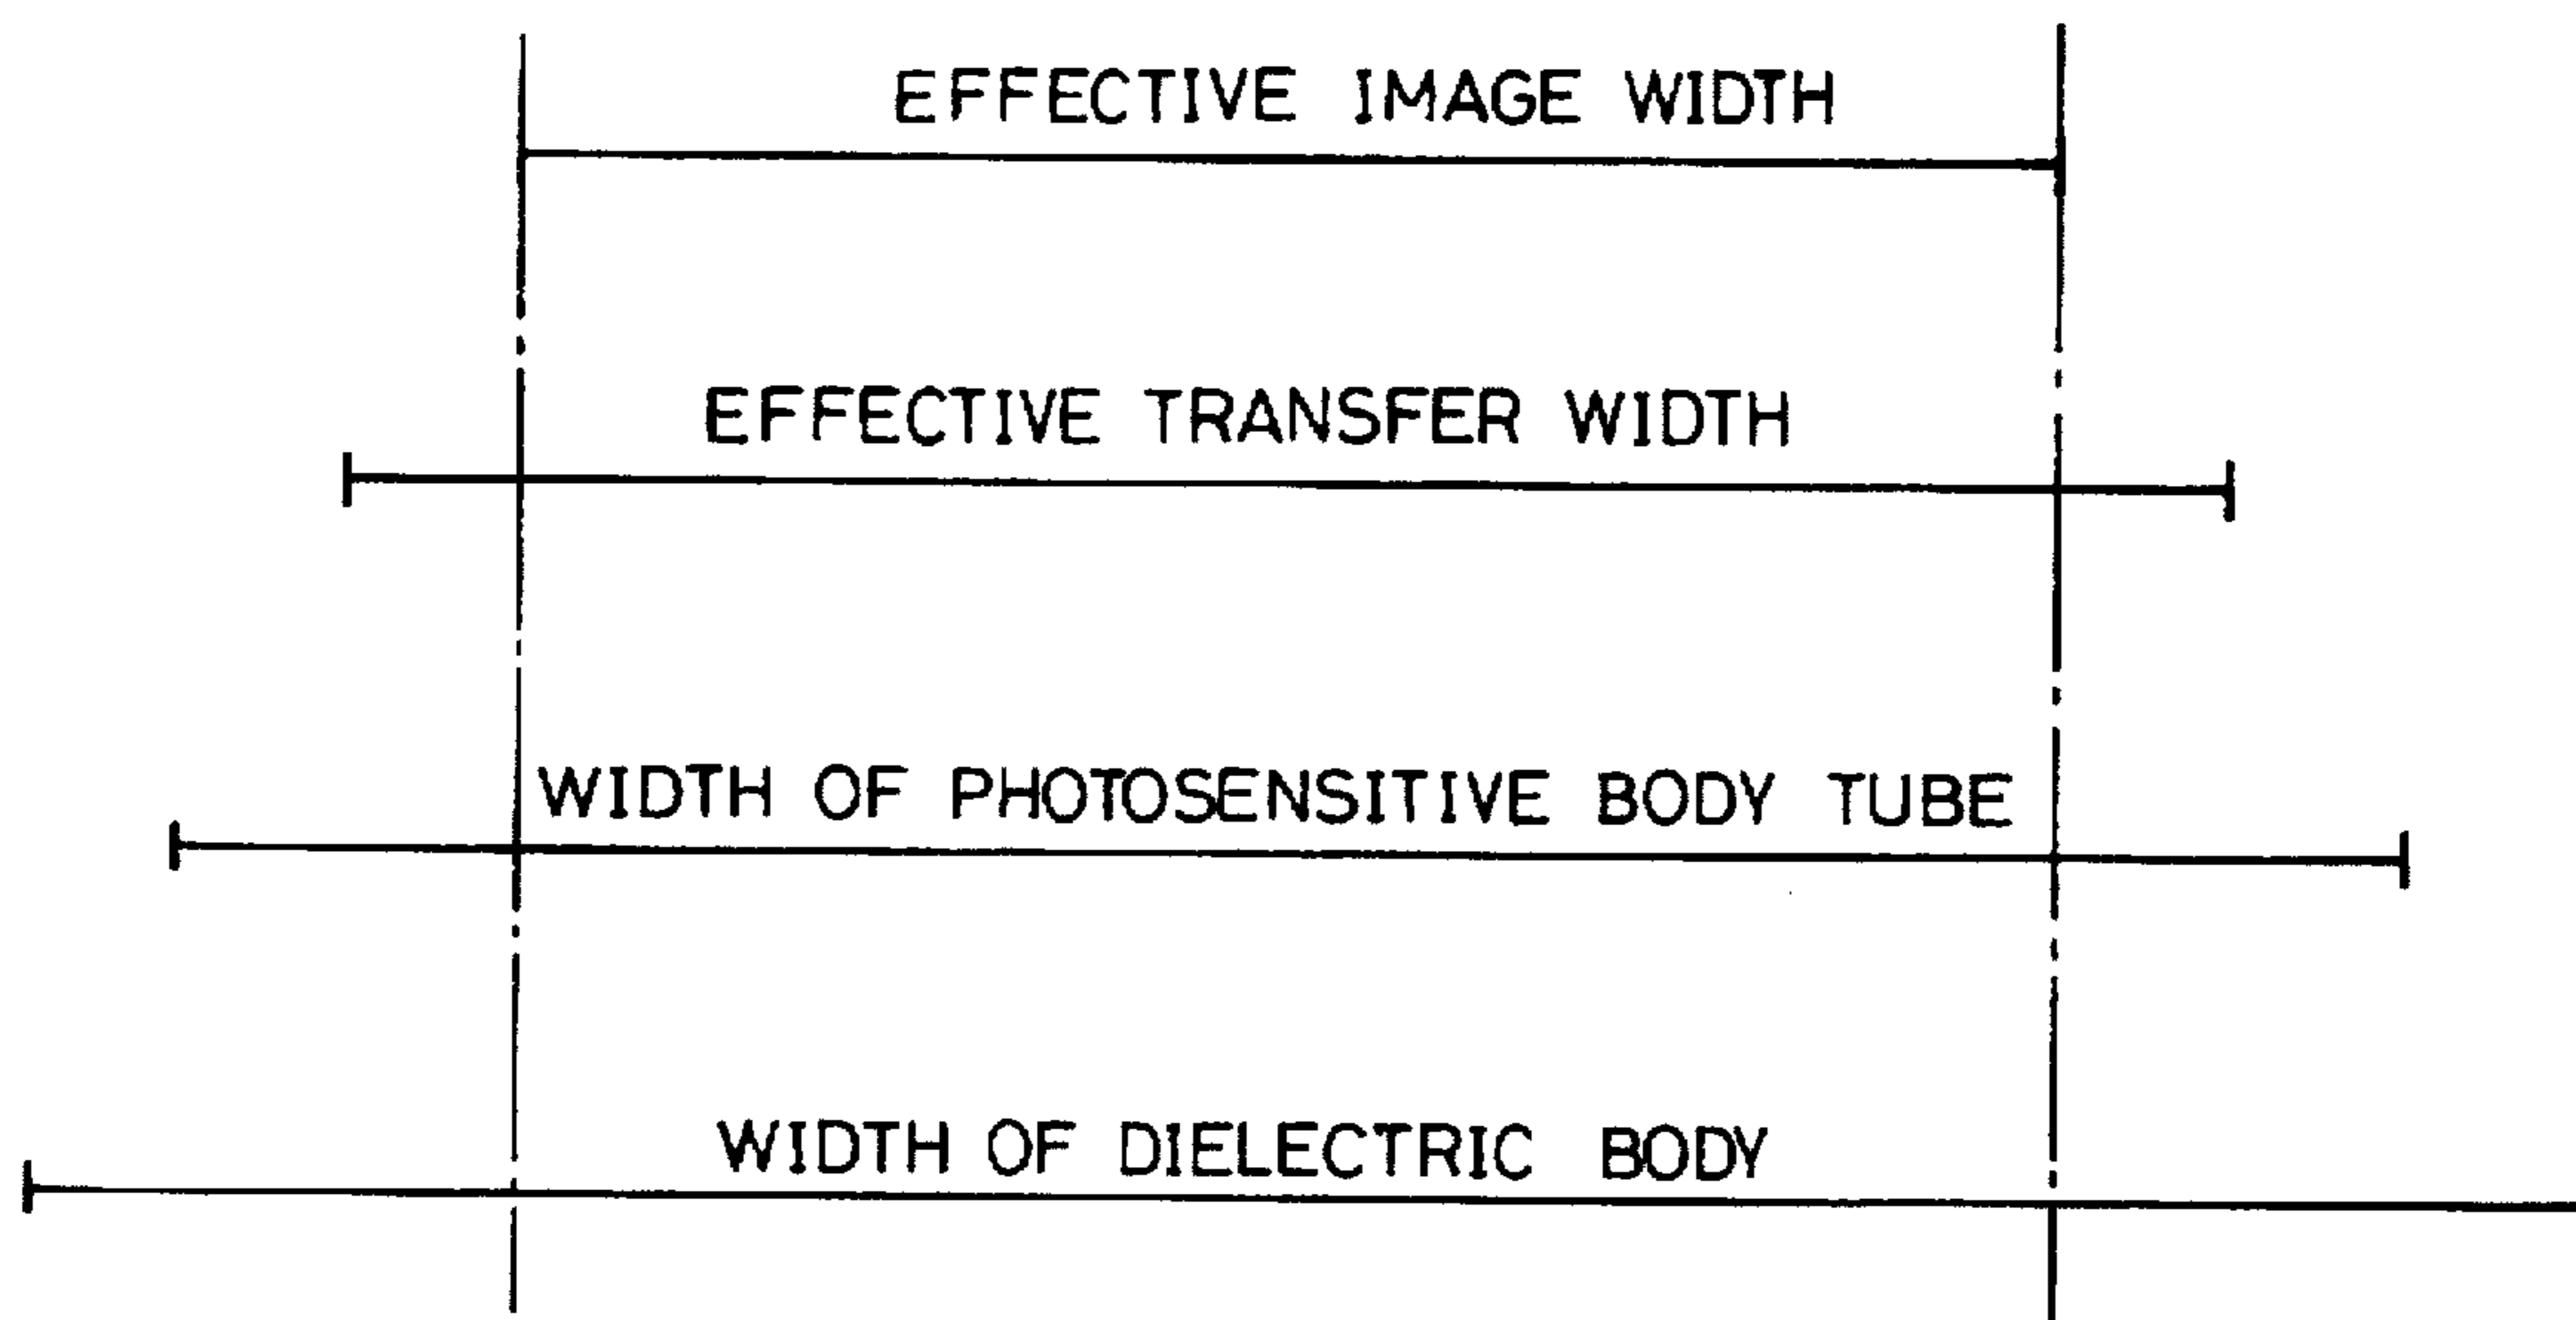 EFFECTIVE IMAGE WIDTH
EFFECTIVE TRANSFER WIDTH
WIDTH OF PHOTOSENSITIVE BODY TUBE
WIDTH OF DIELECTRIC BODY